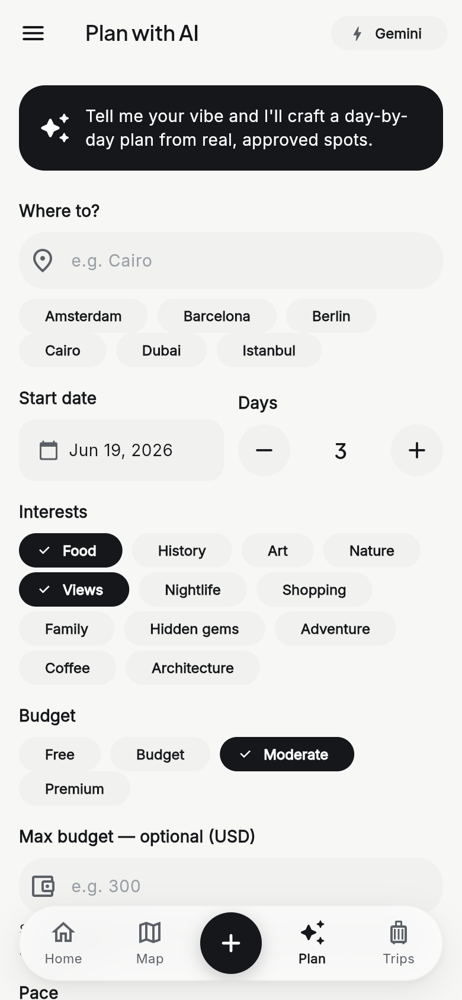 Plan with AI
Gemini
Tell me your vibe and I'll craft a day-by-
day plan from real, approved spots.
Where to?
e.g. Cairo
Amsterdam Barcelona Berlin
Cairo Dubai Istanbul
Start date Days
Jun 19, 2026 3
Interests
Food History Art Nature
Views Nightlife Shopping
Family Hidden gems Adventure
Coffee Architecture
Budget
Free Budget Moderate
Premium
Max budget — optional (USD)
e.g. 300
Home Map Plan Trips
Pace